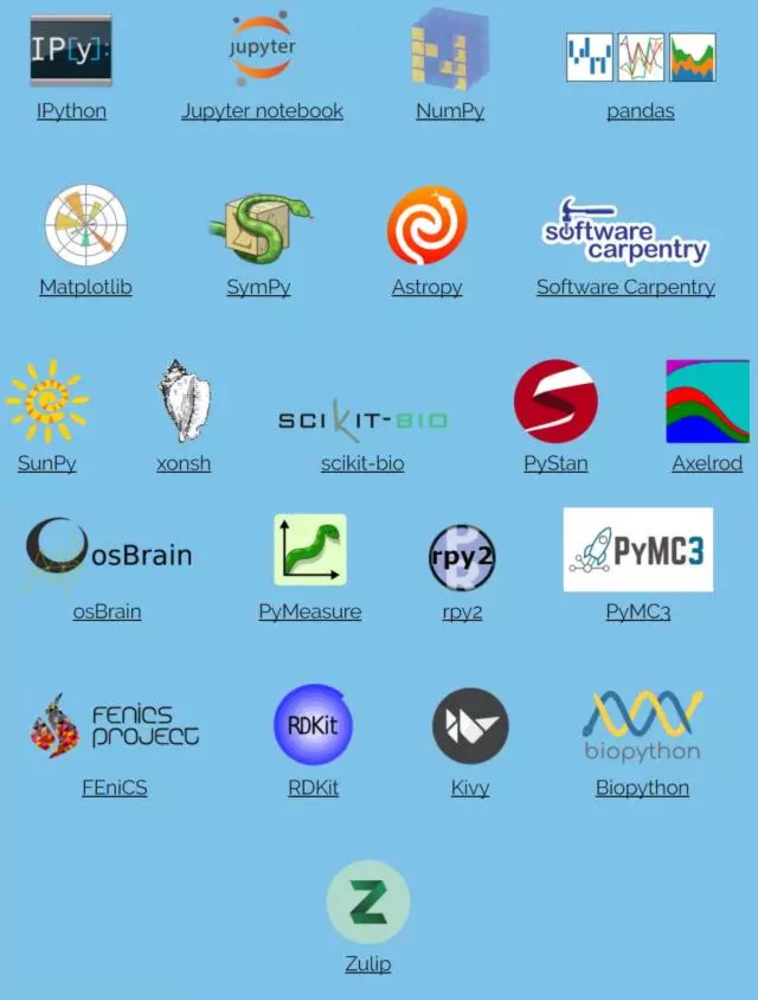 IP[y]:
jupyter
IPython
Jupyter notebook
NumPy
pandas
software
carpentry
Matplotlib
SymPy
Astropy
Software Carpentry
SCIKIT-BIO
SunPy
xonsh
scikit-bio
PyStan
Axelrod
osBrain
rpy2
PyMC3
osBrain
PyMeasure
rpy2
PyMC3
FENICS
PROJECT
RDKit
biopython
FEniCS
RDKit
Kivy
Biopython
Z
Zulip